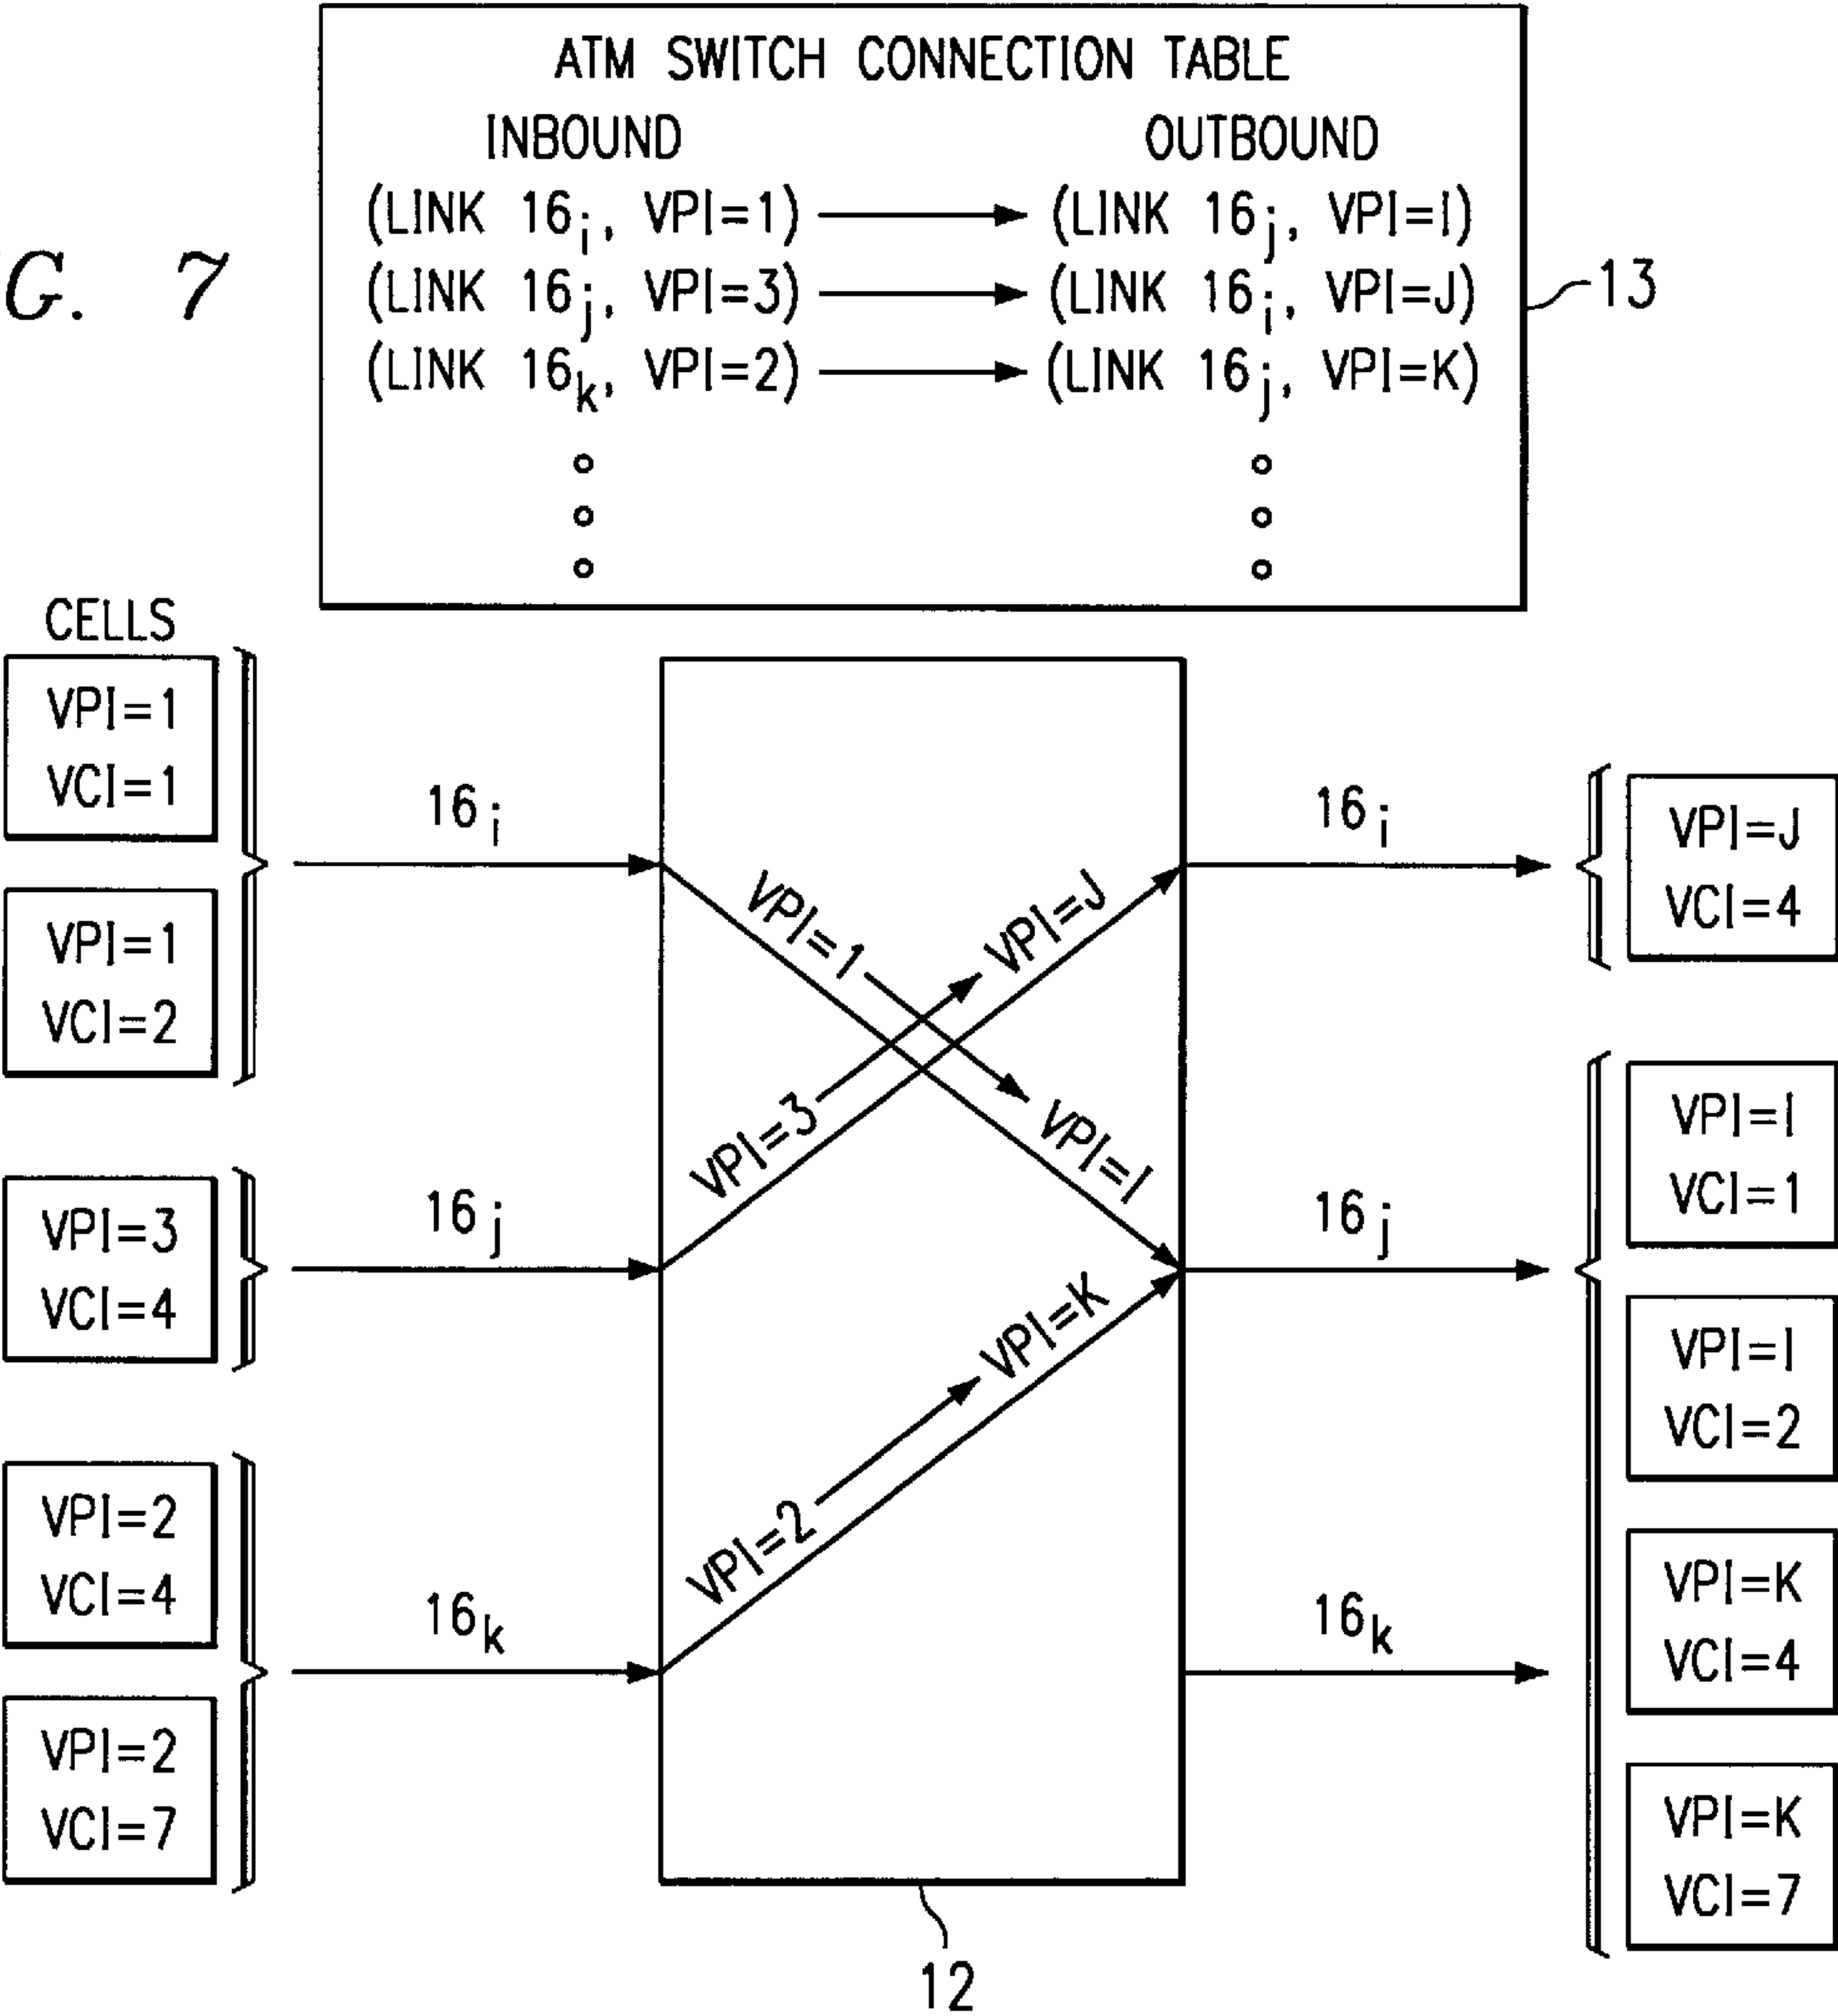 G. 7
ATM SWITCH CONNECTION TABLE
INBOUND OUTBOUND
(LINK 16i, VPI=1) (LINK 16j, VPI=I)
(LINK 16j, VPI=3) (LINK 16i, VPI=J)
(LINK 16k, VPI=2) (LINK 16j, VPI=K)
13
CELLS
VPI=1
VCI=1
VPI=1
VCI=2
VPI=3
VCI=4
VPI=2
VCI=4
VPI=2
VCI=7
16i
16j
16k
VPI=1
VPI=I
VPI=3
VPI=J
VPI=2
VPI=K
12
16i
16j
16k
VPI=J
VCI=4
VPI=I
VCI=1
VPI=I
VCI=2
VPI=K
VCI=4
VPI=K
VCI=7